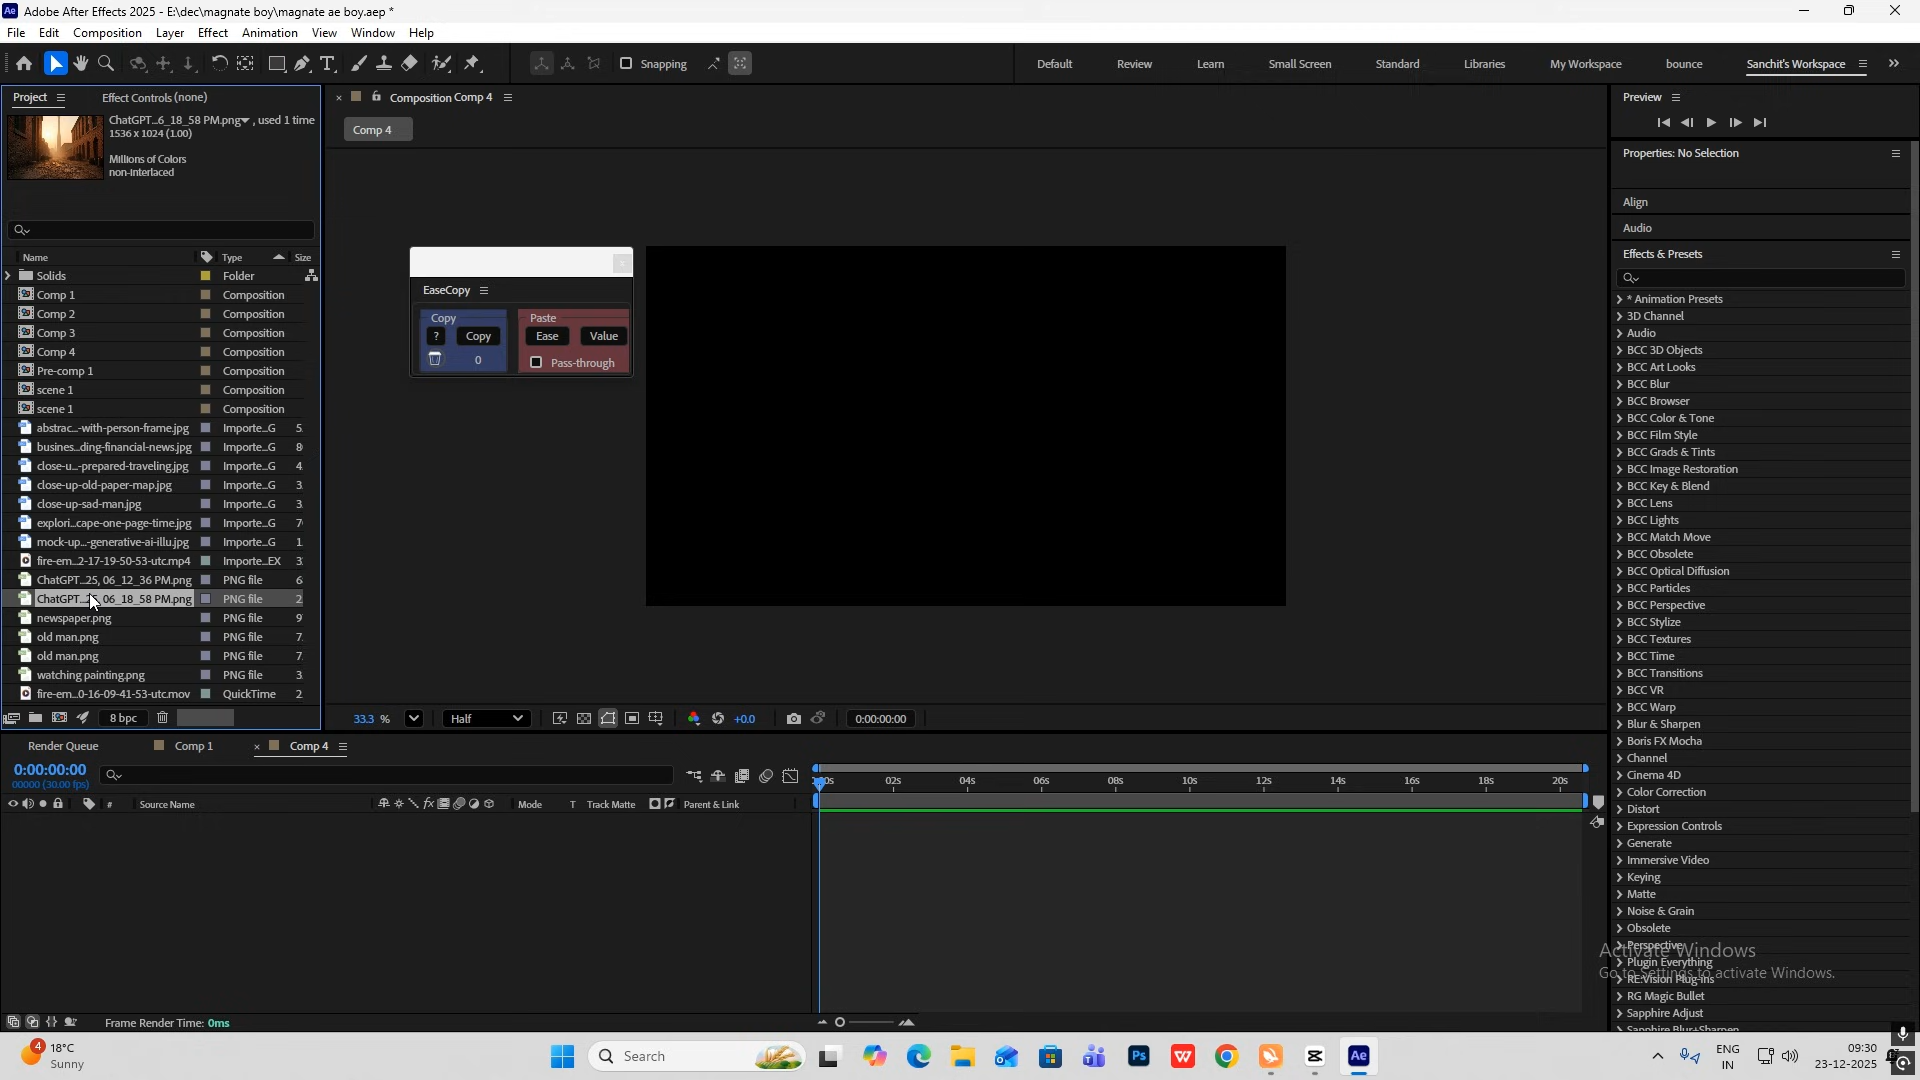 Adobe After Effects 2025 - E:\dec\magnate boy\magnate ae boy.aep *
File Edit Composition Layer Effect Animation View Window Help
Snapping
Default Review Learn Small Screen Standard Libraries My Workspace bounce Sanchit's Workspace
Project Effect Controls (none)
ChatGPT...6_18_58 PM.png , used 1 time
1536 x 1024 (1.00)
Millions of Colors
non-interlaced
Name Type Size
Solids Folder
Comp 1 Composition
Comp 2 Composition
Comp 3 Composition
Comp 4 Composition
Pre-comp 1 Composition
scene 1 Composition
scene 1 Composition
abstrac...-with-person-frame.jpg Importe...G 5
busines...ding-financial-news.jpg Importe...G 8
close-u...-prepared-traveling.jpg Importe...G 4
close-up-old-paper-map.jpg Importe...G 3
close-up-sad-man.jpg Importe...G 3
explori...cape-one-page-time.jpg Importe...G 7
mock-up...-generative-ai-illu.jpg Importe...G 1
fire-em...2-17-19-50-53-utc.mp4 Importe...EX 3
ChatGPT...25, 06_12_36 PM.png PNG file 6
ChatGPT...25, 06_18_58 PM.png PNG file 2
newspaper.png PNG file 9
old man.png PNG file 7
old man.png PNG file 7
watching painting.png PNG file 3
fire-em...0-16-09-41-53-utc.mov QuickTime 2
8 bpc
Composition Comp 4
Comp 4
EaseCopy
Copy Paste
? Copy Ease Value
0 Pass-through
33.3 % Half +0.0 0:00:00:00
Preview
Properties: No Selection
Align
Audio
Effects & Presets
* Animation Presets
3D Channel
Audio
BCC 3D Objects
BCC Art Looks
BCC Blur
BCC Browser
BCC Color & Tone
BCC Film Style
BCC Grads & Tints
BCC Image Restoration
BCC Key & Blend
BCC Lens
BCC Lights
BCC Match Move
BCC Obsolete
BCC Optical Diffusion
BCC Particles
BCC Perspective
BCC Stylize
BCC Textures
BCC Time
BCC Transitions
BCC VR
BCC Warp
Blur & Sharpen
Boris FX Mocha
Channel
Cinema 4D
Color Correction
Distort
Expression Controls
Generate
Immersive Video
Keying
Matte
Noise & Grain
Obsolete
Perspective
Plugin Everything
RE:Vision Plug-ins
RG Magic Bullet
Sapphire Adjust
Sapphire Blur+Sharpen
Activate Windows
Go to Settings to activate Windows.
Render Queue Comp 1 Comp 4
0:00:00:00
00000 (30.00 fps)
# Source Name Mode T Track Matte Parent & Link
02s 04s 06s 08s 10s 12s 14s 16s 18s 20s
Frame Render Time: 0ms
4 18°C
Sunny
Search
ENG
IN
09:30
23-12-2025